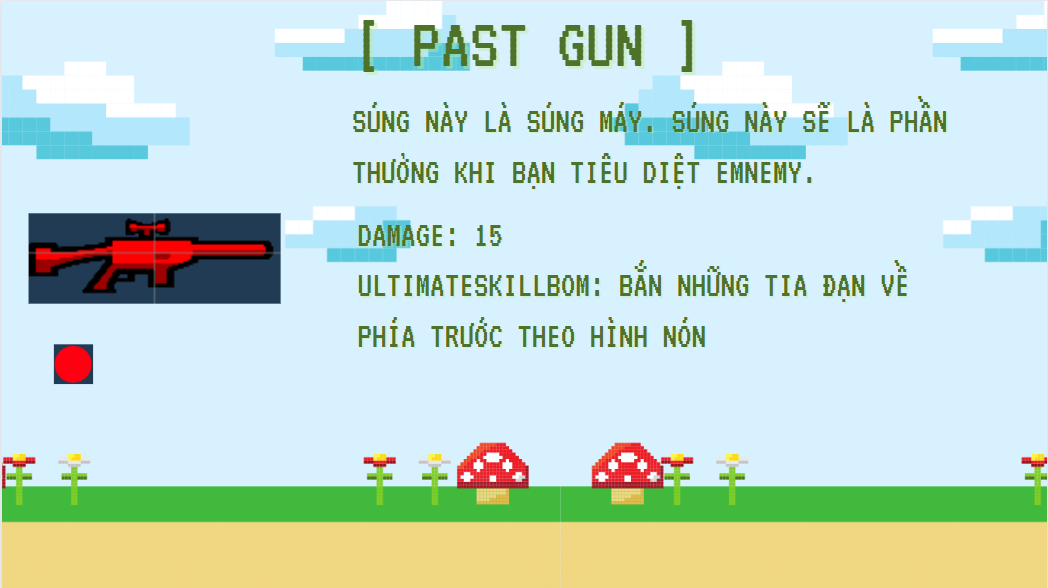 [ PAST GUN ]
SÚNG NÀY LÀ SÚNG MÁY. SÚNG NÀY SẼ LÀ PHẦN
THƯỞNG KHI BẠN TIÊU DIỆT EMNEMY.
DAMAGE: 15
ULTIMATESKILLBOM: BẮN NHỮNG TIA ĐẠN VỀ
PHÍA TRƯỚC THEO HÌNH NÓN